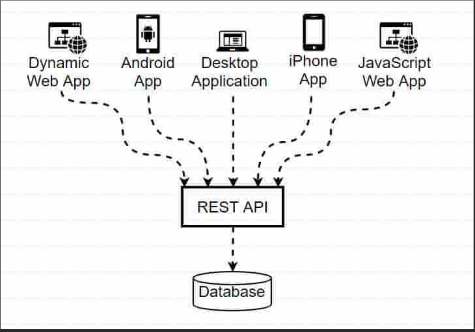 Dynamic
Web App
Android
App
Desktop
Application
iPhone
App
JavaScript
Web App
REST API
Database